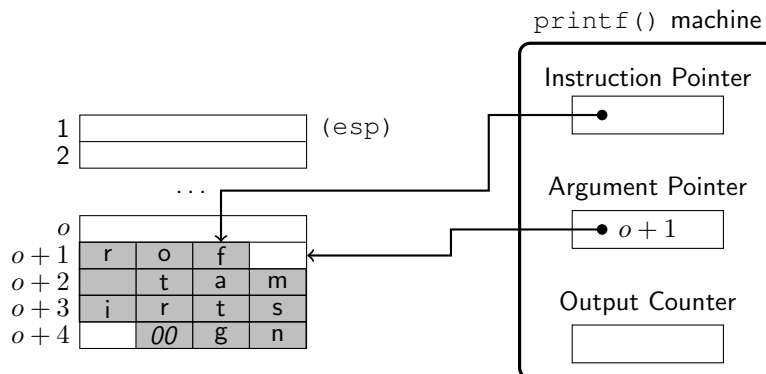 printf() machine
Instruction Pointer
1 (esp)
2
...
Argument Pointer
o
o + 1
o + 1 r o f
o + 2 t a m
o + 3 i r t s
Output Counter
o + 4 00 g n